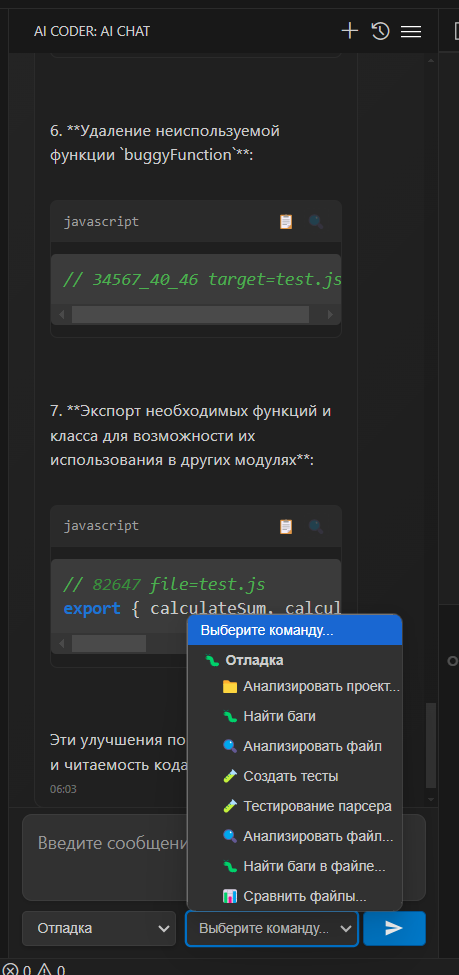 AI CODER: AI CHAT
6. **Удаление неиспользуемой
функции `buggyFunction`**:
javascript
// 34567_40_46 target=test.js
7. **Экспорт необходимых функций и
класса для возможности их
использования в других модулях**:
javascript
// 82647 file=test.js
export { calculateSum, calcul
Эти улучшения по
и читаемость кода
06:03
Выберите команду...
Отладка
Анализировать проект...
Найти баги
Анализировать файл
Создать тесты
Тестирование парсера
Анализировать файл...
Найти баги в файле...
Сравнить файлы...
Введите сообщени
Отладка
Выберите команду...
0 0